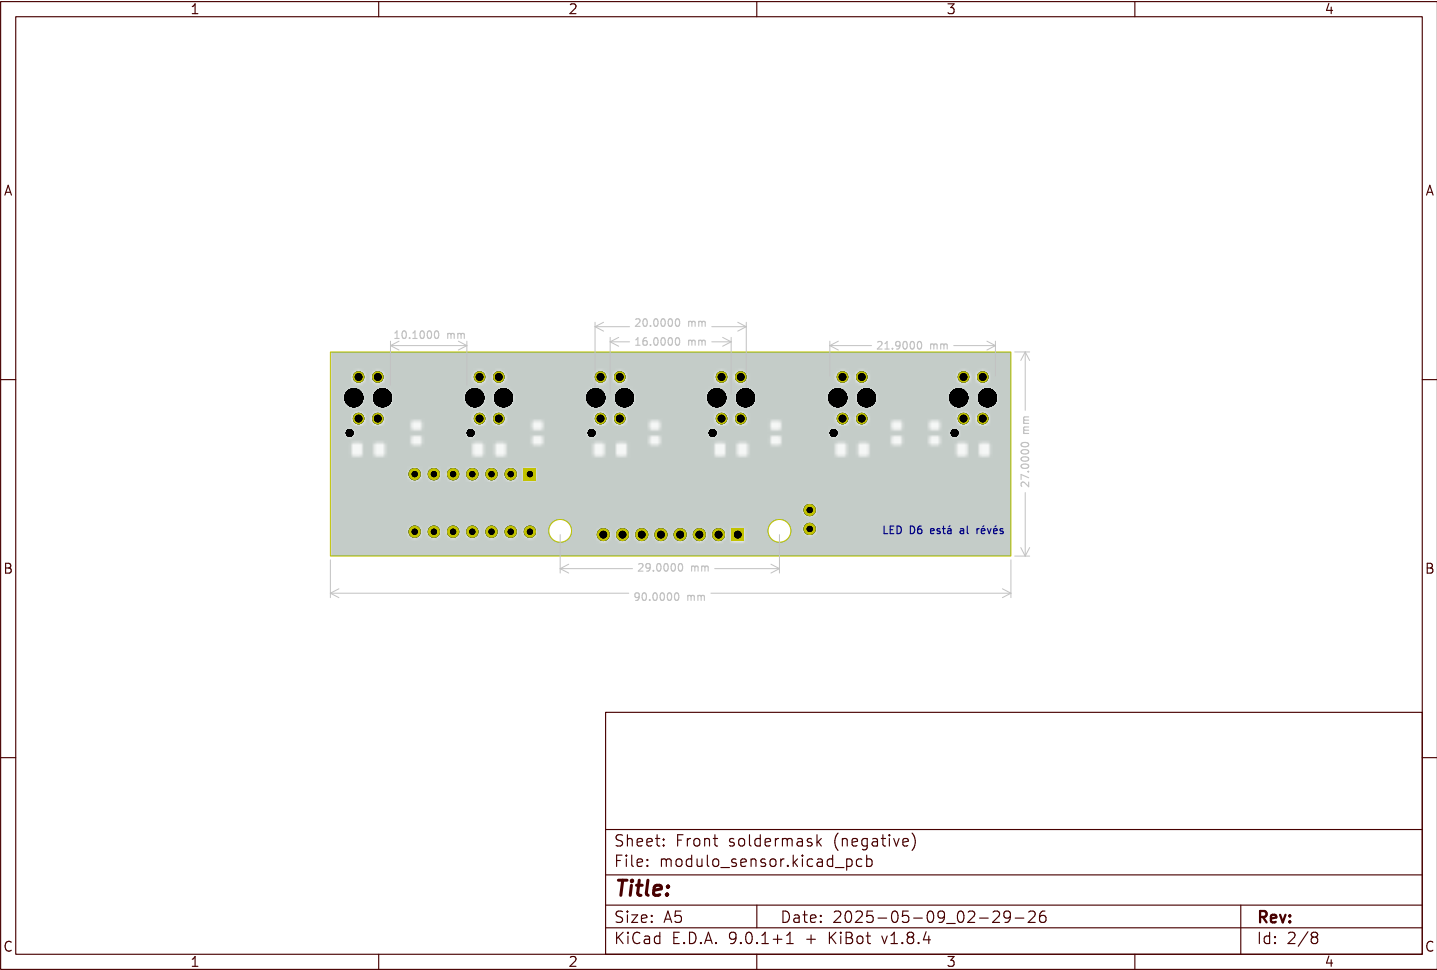 1 2 3 4
A A
20.0000 mm
10.1000 mm
16.0000 mm
21.9000 mm
27.0000 mm
LED D6 está al révés
B B
29.0000 mm
90.0000 mm
Sheet: Front soldermask (negative)
File: modulo_sensor.kicad_pcb
Title:
Size: A5 Date: 2025-05-09_02-29-26 Rev:
KiCad E.D.A. 9.0.1+1 + KiBot v1.8.4 Id: 2/8
C C
1 2 3 4